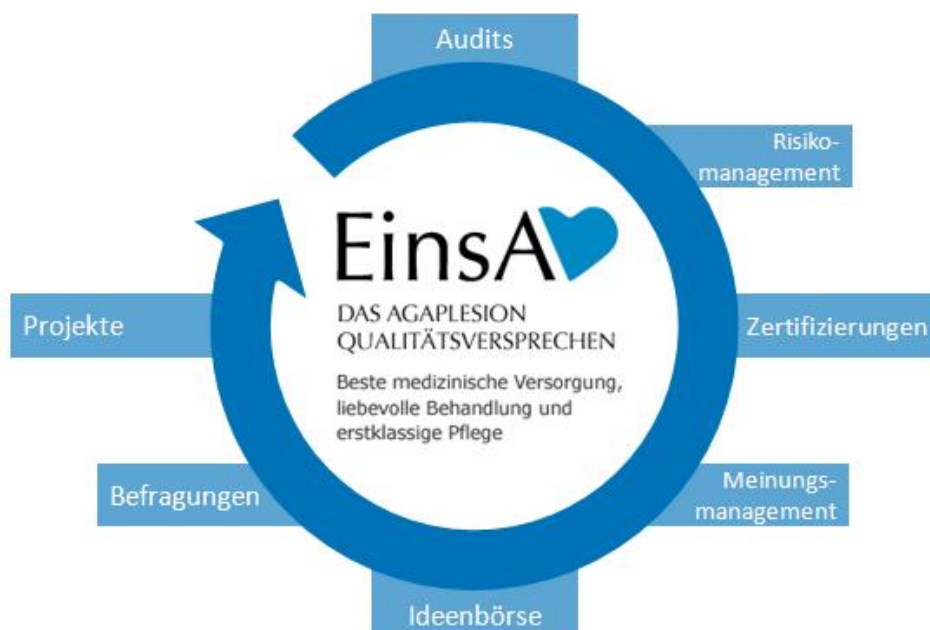 Audits
Risiko-
management
Zertifizierungen
Meinungs-
management
Ideenbörse
Befragungen
Projekte
EinsA
DAS AGAPLESION
QUALITÄTSVERSPRECHEN
Beste medizinische Versorgung,
liebevolle Behandlung und
erstklassige Pflege